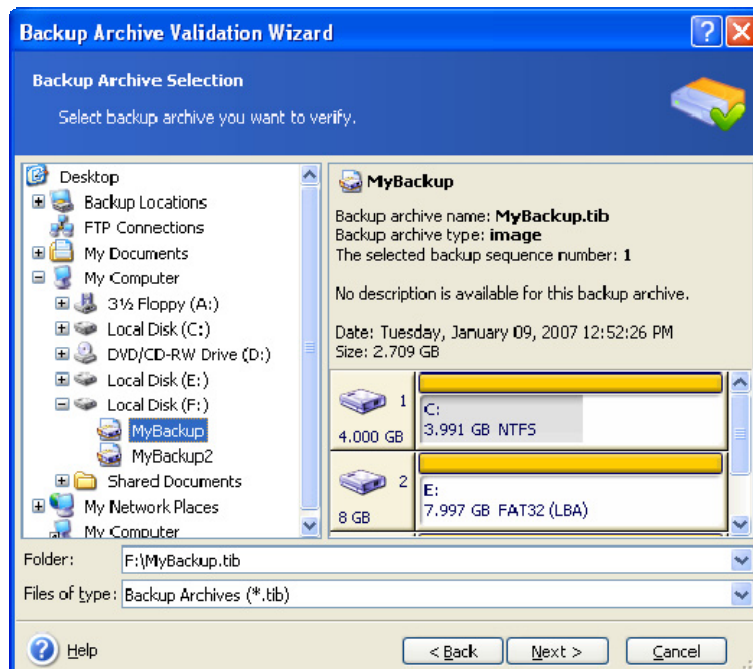 Backup Archive Validation Wizard
Backup Archive Selection
Select backup archive you want to verify.
Desktop
Backup Locations
FTP Connections
My Documents
My Computer
3½ Floppy (A:)
Local Disk (C:)
DVD/CD-RW Drive (D:)
Local Disk (E:)
Local Disk (F:)
MyBackup
MyBackup2
Shared Documents
My Network Places
My Computer
MyBackup
Backup archive name: MyBackup.tib
Backup archive type: image
The selected backup sequence number: 1
No description is available for this backup archive.
Date: Tuesday, January 09, 2007 12:52:26 PM
Size: 2.709 GB
1
4.000 GB
C:
3.991 GB NTFS
2
8 GB
E:
7.997 GB FAT32 (LBA)
Folder: F:\MyBackup.tib
Files of type: Backup Archives (*.tib)
Help
< Back
Next >
Cancel